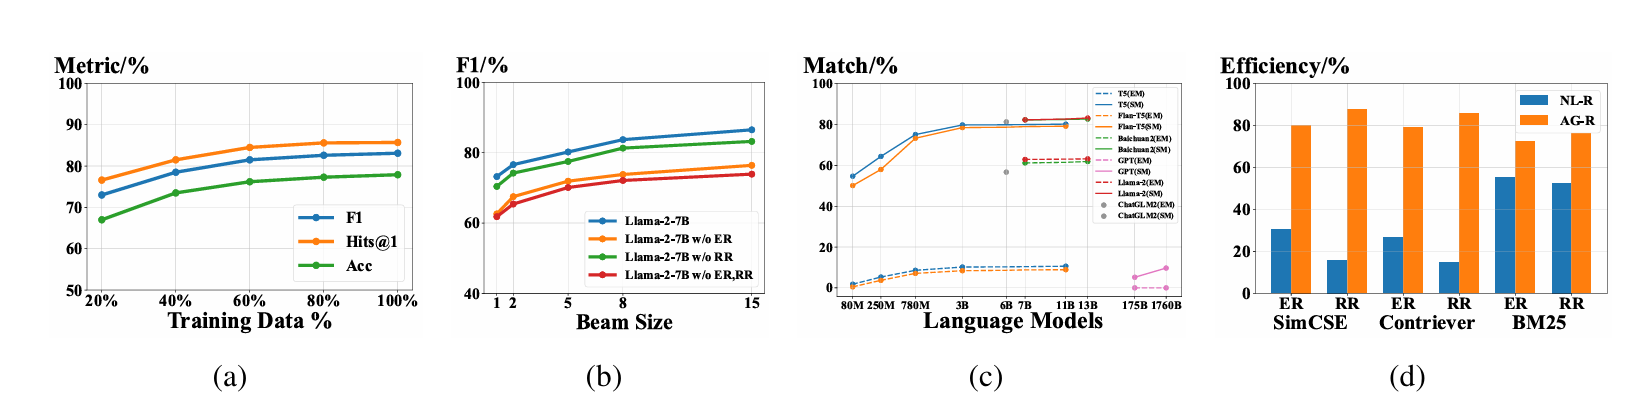 Metric/%
100
90
80
70
60
50
20%
40%
60%
80%
100%
Training Data %
F1
Hits@1
Acc
(a)
F1/%
100
80
60
40
1
2
5
8
15
Beam Size
Llama-2-7B
Llama-2-7B w/o ER
Llama-2-7B w/o RR
Llama-2-7B w/o ER,RR
(b)
Match/%
100
80
60
40
20
0
80M
250M
780M
3B
6B
7B
11B
13B
175B
1760B
Language Models
T5(EM)
T5(SM)
Flan-T5(EM)
Flan-T5(SM)
Baichuan2(EM)
Baichuan2(SM)
GPT(EM)
GPT(SM)
Llama-2(EM)
Llama-2(SM)
ChatGLM2(EM)
ChatGLM2(SM)
(c)
Efficiency/%
100
80
60
40
20
0
ER
RR
ER
RR
ER
RR
SimCSE
Contriever
BM25
NL-R
AG-R
(d)